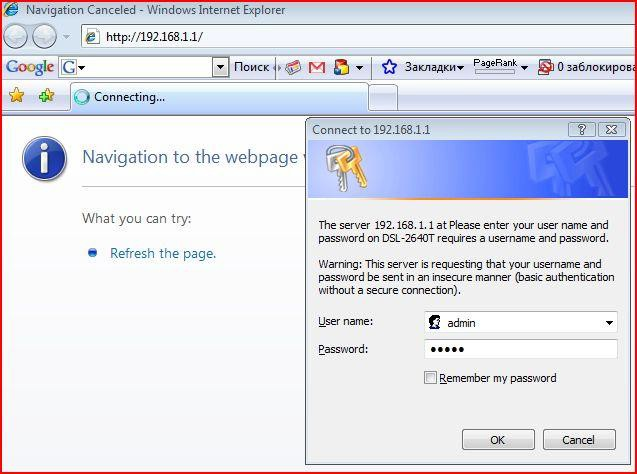 Navigation Canceled - Windows Internet Explorer
http://192.168.1.1/
Google G Поиск Закладки PageRank 0 заблокирова
Connecting...
Connect to 192.168.1.1
Navigation to the webpage
What you can try:
Refresh the page.
The server 192.168.1.1 at Please enter your user name and
password on DSL-2640T requires a username and password.
Warning: This server is requesting that your username and
password be sent in an insecure manner (basic authentication
without a secure connection).
User name: admin
Password: •••••
Remember my password
OK Cancel